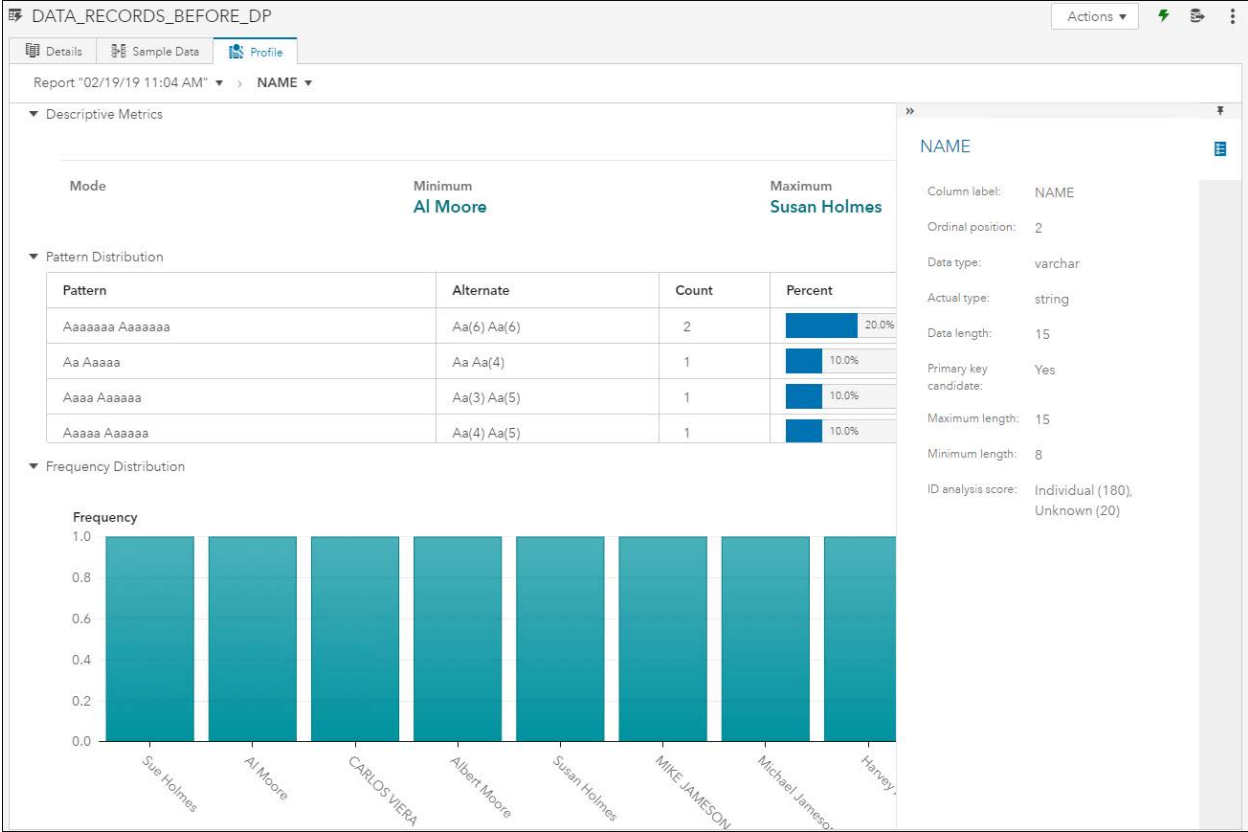 DATA_RECORDS_BEFORE_DP
Actions
Details Sample Data Profile
Report "02/19/19 11:04 AM" › NAME
Descriptive Metrics
Mode Minimum Maximum
Al Moore Susan Holmes
Pattern Distribution
Pattern Alternate Count Percent
Aaaaaaa Aaaaaaa Aa(6) Aa(6) 2 20.0%
Aa Aaaaa Aa Aa(4) 1 10.0%
Aaaa Aaaaaa Aa(3) Aa(5) 1 10.0%
Aaaaa Aaaaaa Aa(4) Aa(5) 1 10.0%
Frequency Distribution
Frequency
1.0
0.8
0.6
0.4
0.2
0.0
Sue Holmes
Al Moore
CARLOS VIERA
Albert Moore
Susan Holmes
MIKE JAMESON
Michael Jameso
Harvey
»
NAME
Column label: NAME
Ordinal position: 2
Data type: varchar
Actual type: string
Data length: 15
Primary key Yes
candidate:
Maximum length: 15
Minimum length: 8
ID analysis score: Individual (180),
Unknown (20)